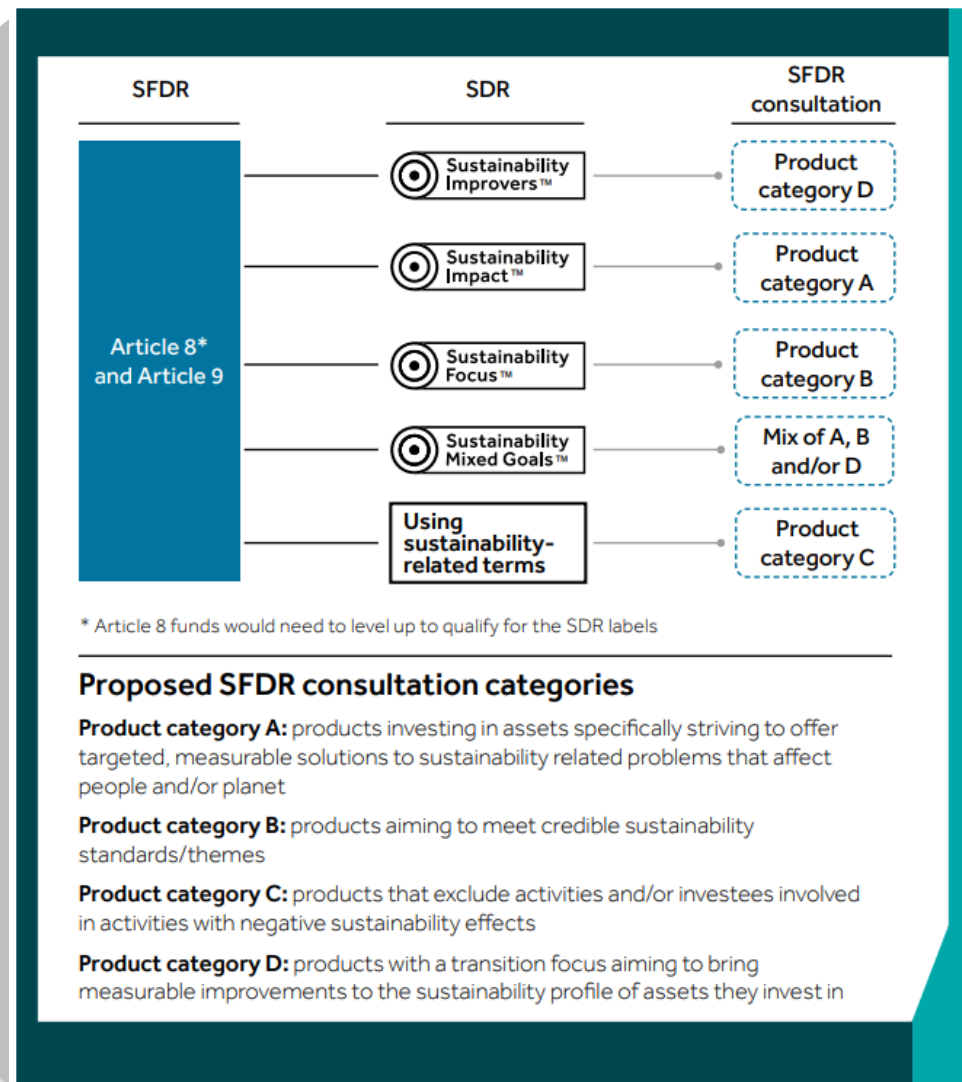 SFDR
SDR
SFDR
consultation
Article 8*
and Article 9
Sustainability
Improvers™
Product
category D
Sustainability
Impact™
Product
category A
Sustainability
Focus™
Product
category B
Sustainability
Mixed Goals™
Mix of A, B
and/or D
Using
sustainability-
related terms
Product
category C
* Article 8 funds would need to level up to qualify for the SDR labels
Proposed SFDR consultation categories
Product category A: products investing in assets specifically striving to offer
targeted, measurable solutions to sustainability related problems that affect
people and/or planet
Product category B: products aiming to meet credible sustainability
standards/themes
Product category C: products that exclude activities and/or investees involved
in activities with negative sustainability effects
Product category D: products with a transition focus aiming to bring
measurable improvements to the sustainability profile of assets they invest in